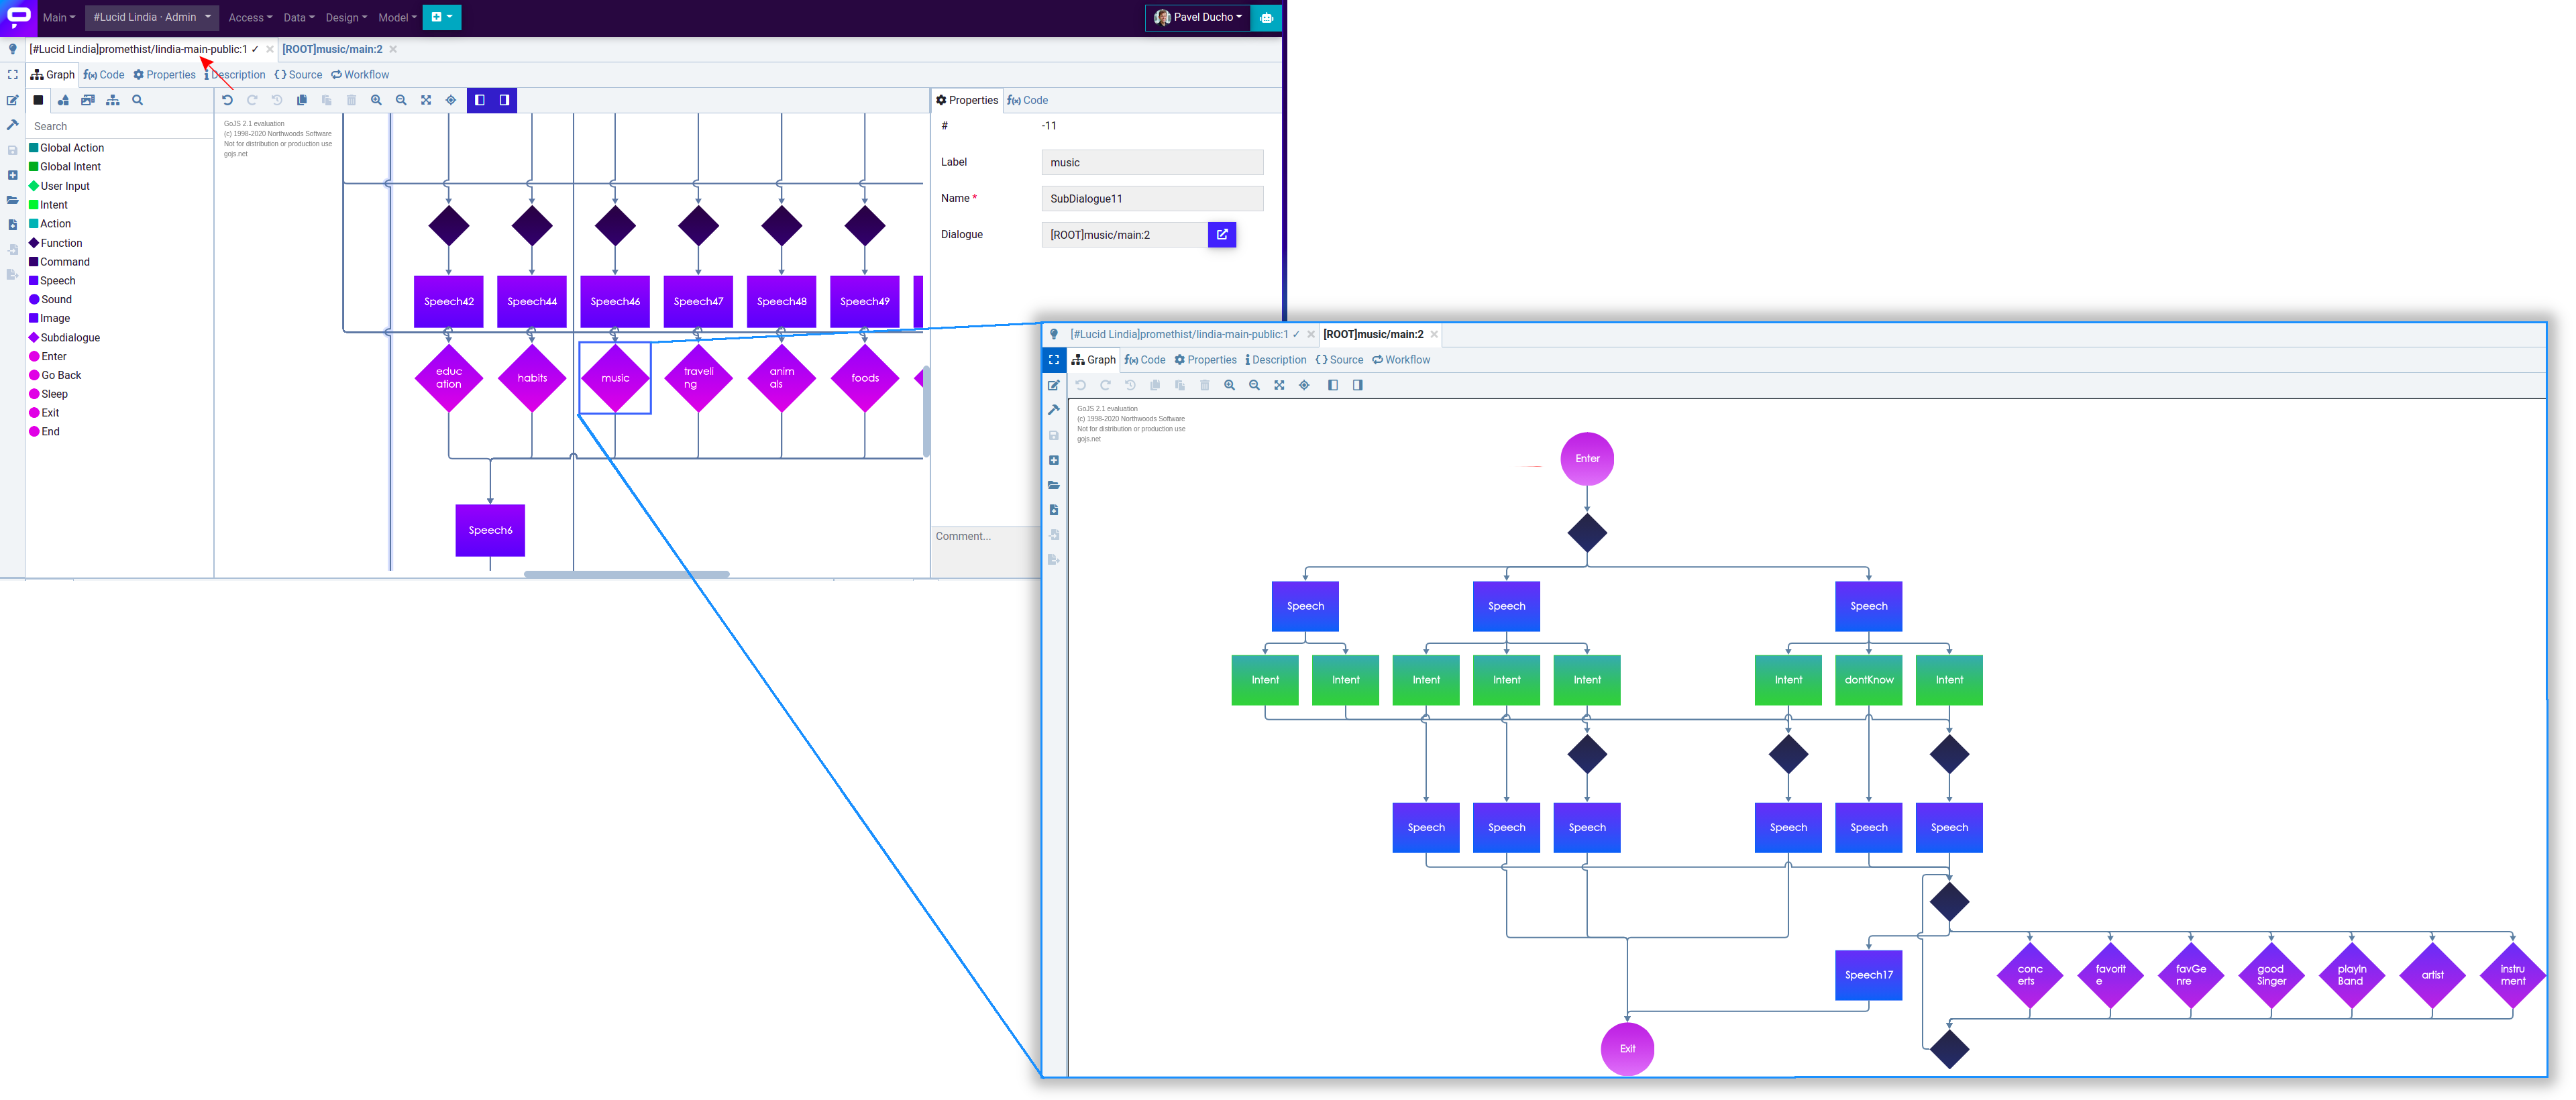 Main
#Lucid Lindia · Admin
Access
Data
Design
Model
Pavel Ducho
[#Lucid Lindia]promethist/lindia-main-public:1 ✓ ×
[ROOT]music/main:2 ×
Graph
f(x) Code
Properties
Description
{} Source
Workflow
Search
Global Action
Global Intent
User Input
Intent
Action
Function
Command
Speech
Sound
Image
Subdialogue
Enter
Go Back
Sleep
Exit
End
GoJS 2.1 evaluation
(c) 1998-2020 Northwoods Software
Not for distribution or production use
gojs.net
Speech42
Speech44
Speech46
Speech47
Speech48
Speech49
educ
ation
habits
music
traveli
ng
anim
als
foods
Speech6
Properties
f(x) Code
# -11
Label music
Name * SubDialogue11
Dialogue [ROOT]music/main:2
Comment...
[#Lucid Lindia]promethist/lindia-main-public:1 ✓ ×
[ROOT]music/main:2 ×
Graph
f(x) Code
Properties
Description
{} Source
Workflow
GoJS 2.1 evaluation
(c) 1998-2020 Northwoods Software
Not for distribution or production use
gojs.net
Enter
Speech
Speech
Speech
Intent
Intent
Intent
Intent
Intent
Intent
dontKnow
Intent
Speech
Speech
Speech
Speech
Speech
Speech
Speech17
conc
erts
favorit
e
favGe
nre
good
Singer
playIn
Band
artist
instru
ment
Exit